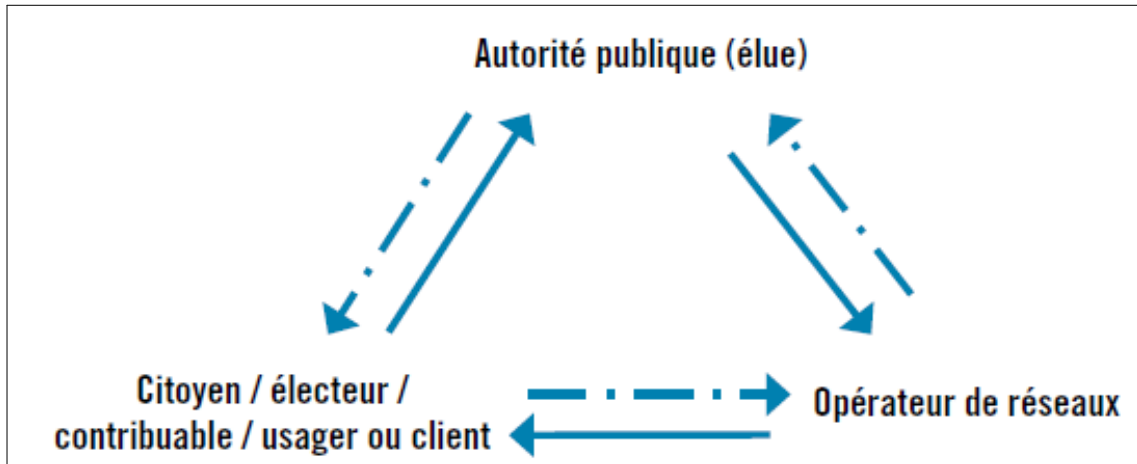 Autorité publique (élue)
Citoyen / électeur /
contribuable / usager ou client
Opérateur de réseaux